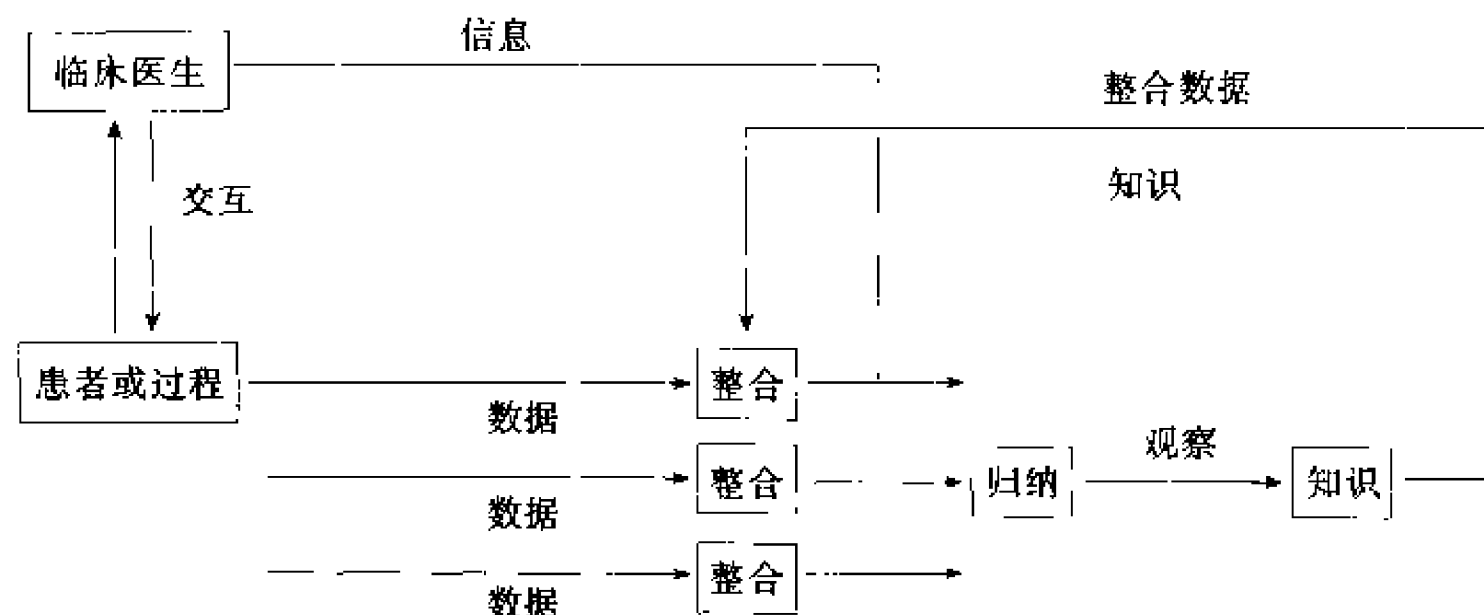 信息
临床医生
整合数据
知识
交互
患者或过程
整合
数据
观察
整合
归纳
知识
数据
整合
数据